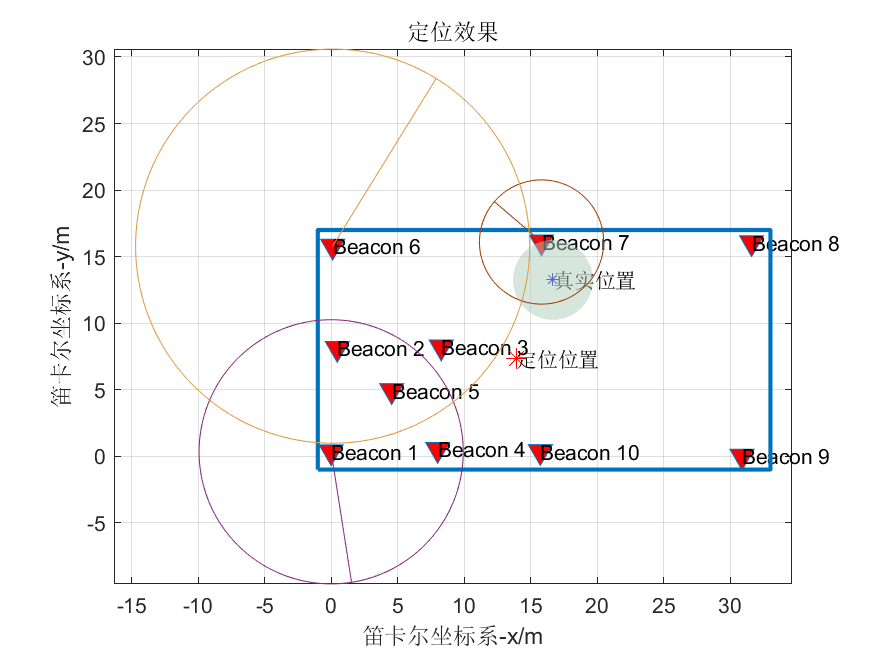 定位效果
30
25
20
15
10
5
0
-5
笛卡尔坐标系-y/m
Beacon 6
Beacon 7
Beacon 8
真实位置
Beacon 2
Beacon 3
定位位置
Beacon 5
Beacon 1
Beacon 4
Beacon 10
Beacon 9
-15
-10
-5
0
5
10
15
20
25
30
笛卡尔坐标系-x/m